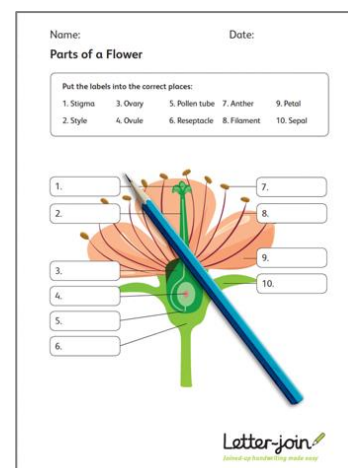 Name: Date:
Parts of a Flower
Put the labels into the correct places:
1. Stigma 3. Ovary 5. Pollen tube 7. Anther 9. Petal
2. Style 4. Ovule 6. Reseptacle 8. Filament 10. Sepal
1. 7.
2. 8.
9.
3. 10.
4.
5.
6.
Letter-join
Joined up handwriting made easy